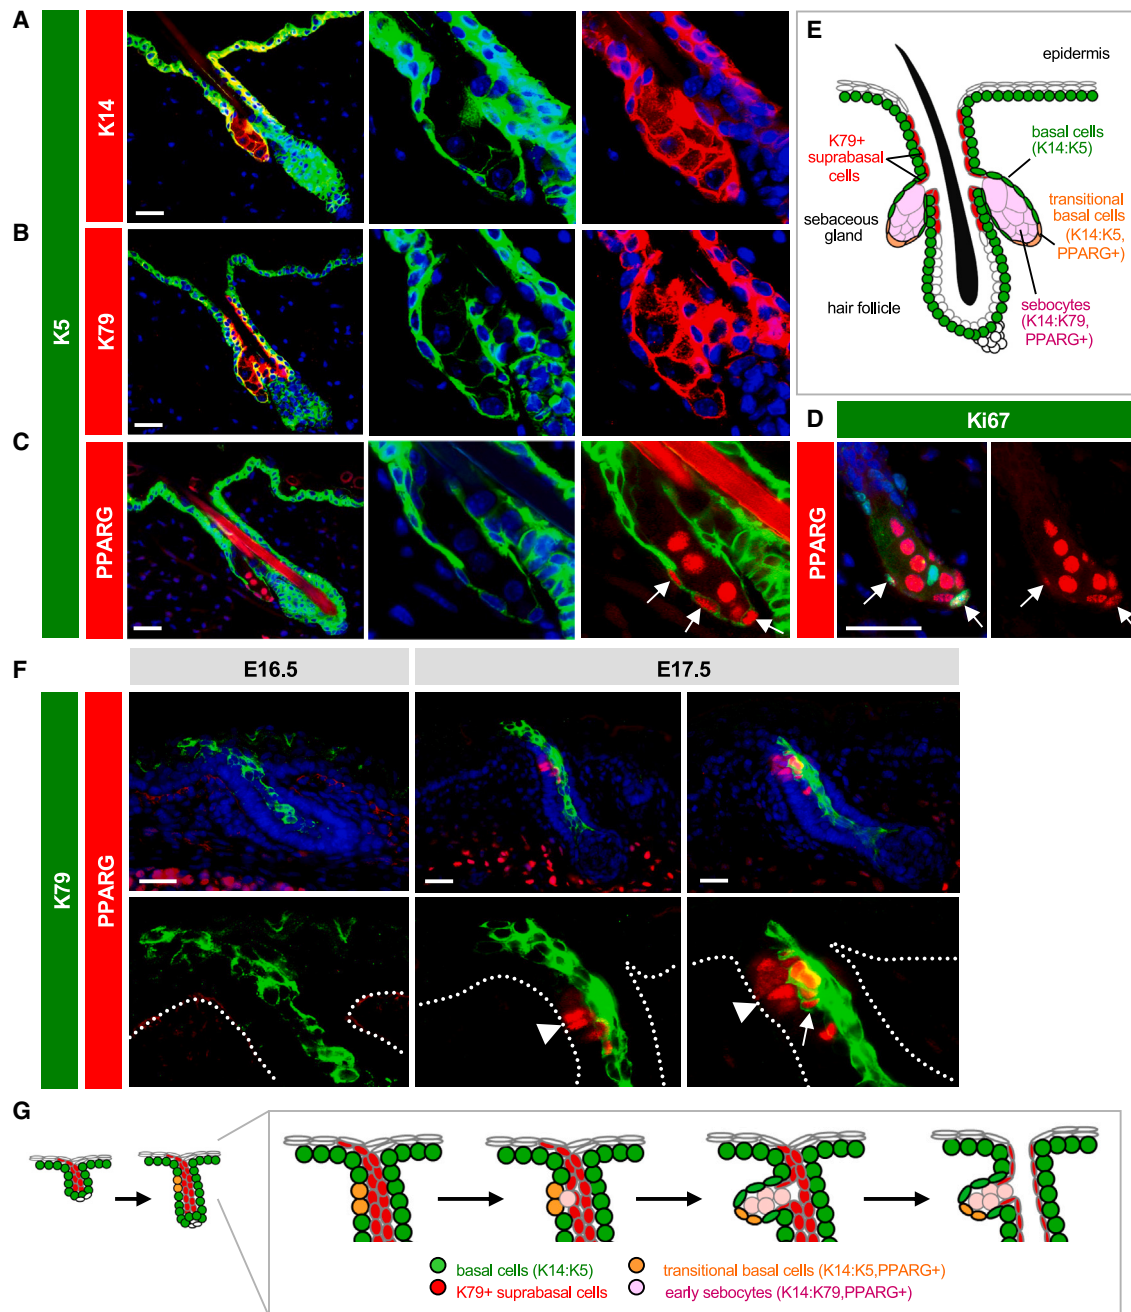 A
K5
K14
B
K79
C
PPARG
E
epidermis
K79+
suprabasal
cells
basal cells
(K14:K5)
sebaceous
gland
transitional
basal cells
(K14:K5,
PPARG+)
hair follicle
sebocytes
(K14:K79,
PPARG+)
D
Ki67
PPARG
F
E16.5
E17.5
K79
PPARG
G
basal cells (K14:K5)
transitional basal cells (K14:K5,PPARG+)
K79+ suprabasal cells
early sebocytes (K14:K79,PPARG+)